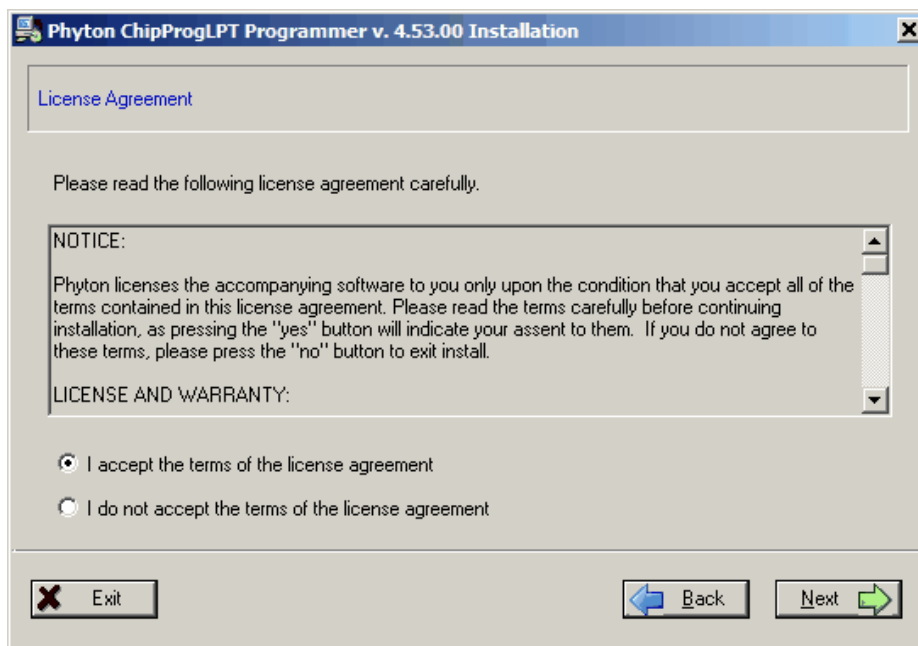 Phyton ChipProgLPT Programmer v. 4.53.00 Installation
License Agreement
Please read the following license agreement carefully.
NOTICE:
Phyton licenses the accompanying software to you only upon the condition that you accept all of the
terms contained in this license agreement. Please read the terms carefully before continuing
installation, as pressing the "yes" button will indicate your assent to them.  If you do not agree to
these terms, please press the "no" button to exit install.
LICENSE AND WARRANTY:
I accept the terms of the license agreement
I do not accept the terms of the license agreement
Exit
Back
Next